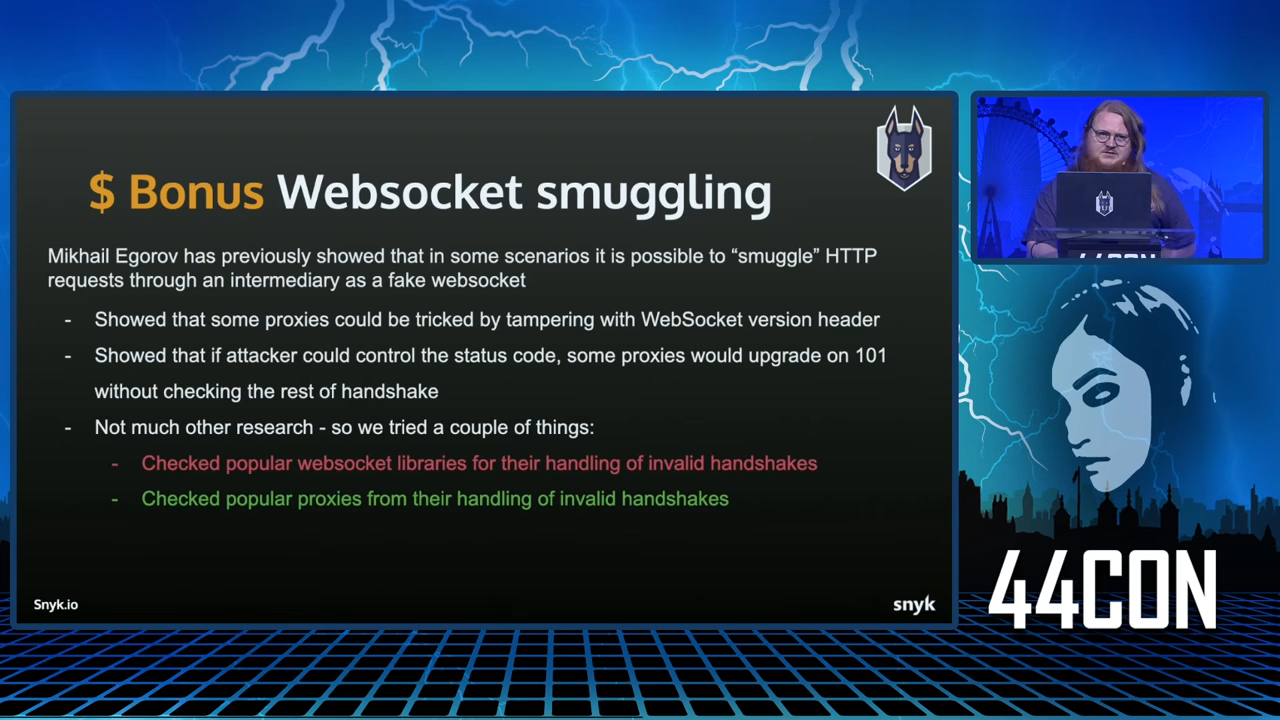 $ Bonus Websocket smuggling
Mikhail Egorov has previously showed that in some scenarios it is possible to “smuggle” HTTP
requests through an intermediary as a fake websocket
- Showed that some proxies could be tricked by tampering with WebSocket version header
- Showed that if attacker could control the status code, some proxies would upgrade on 101
without checking the rest of handshake
- Not much other research - so we tried a couple of things:
- Checked popular websocket libraries for their handling of invalid handshakes
- Checked popular proxies from their handling of invalid handshakes
Snyk.io
snyk
44CON
44CON